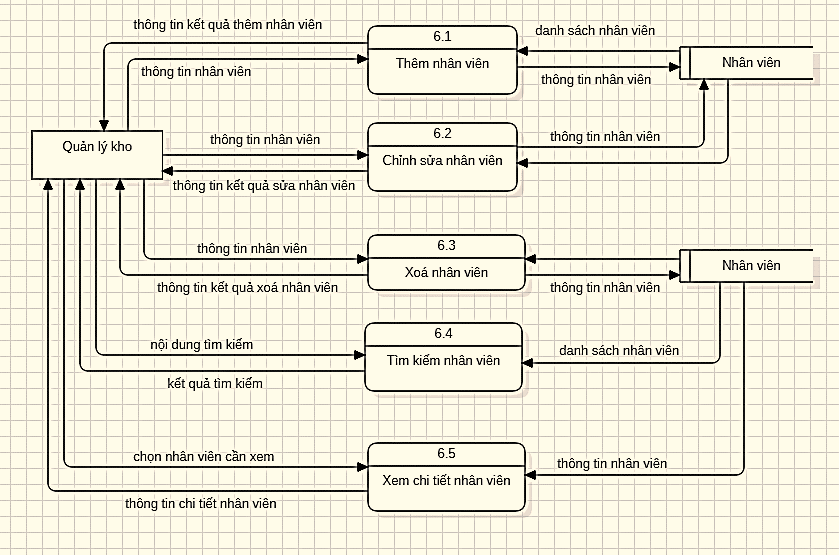 thông tin kết quả thêm nhân viên
danh sách nhân viên
6.1
Thêm nhân viên
Nhân viên
thông tin nhân viên
thông tin nhân viên
6.2
Chỉnh sửa nhân viên
thông tin nhân viên
thông tin nhân viên
Quản lý kho
thông tin kết quả sửa nhân viên
6.3
Xoá nhân viên
thông tin nhân viên
Nhân viên
thông tin kết quả xoá nhân viên
thông tin nhân viên
6.4
Tìm kiếm nhân viên
nội dung tìm kiếm
danh sách nhân viên
kết quả tìm kiếm
6.5
Xem chi tiết nhân viên
chọn nhân viên cần xem
thông tin nhân viên
thông tin chi tiết nhân viên